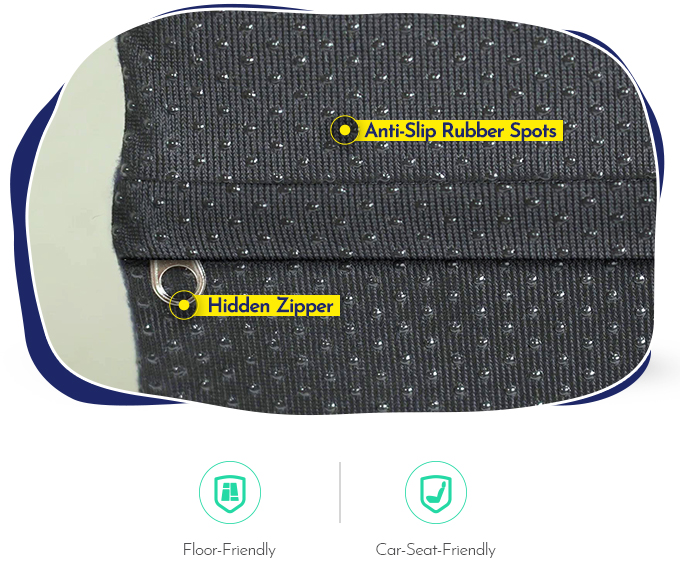 Anti-Slip Rubber Spots
Hidden Zipper
Floor-Friendly
Car-Seat-Friendly